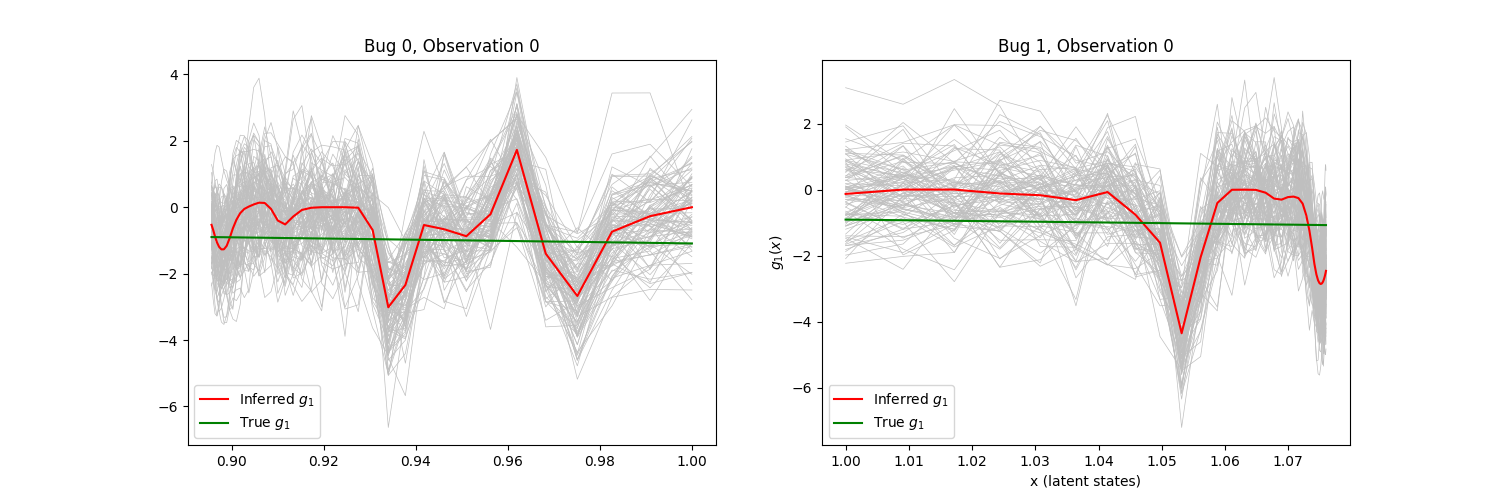 Bug 0, Observation 0
4
2
0
−2
−4
−6
0.90 0.92 0.94 0.96 0.98 1.00
Inferred g₁
True g₁
Bug 1, Observation 0
g₁(x)
2
0
−2
−4
−6
1.00 1.01 1.02 1.03 1.04 1.05 1.06 1.07
x (latent states)
Inferred g₁
True g₁